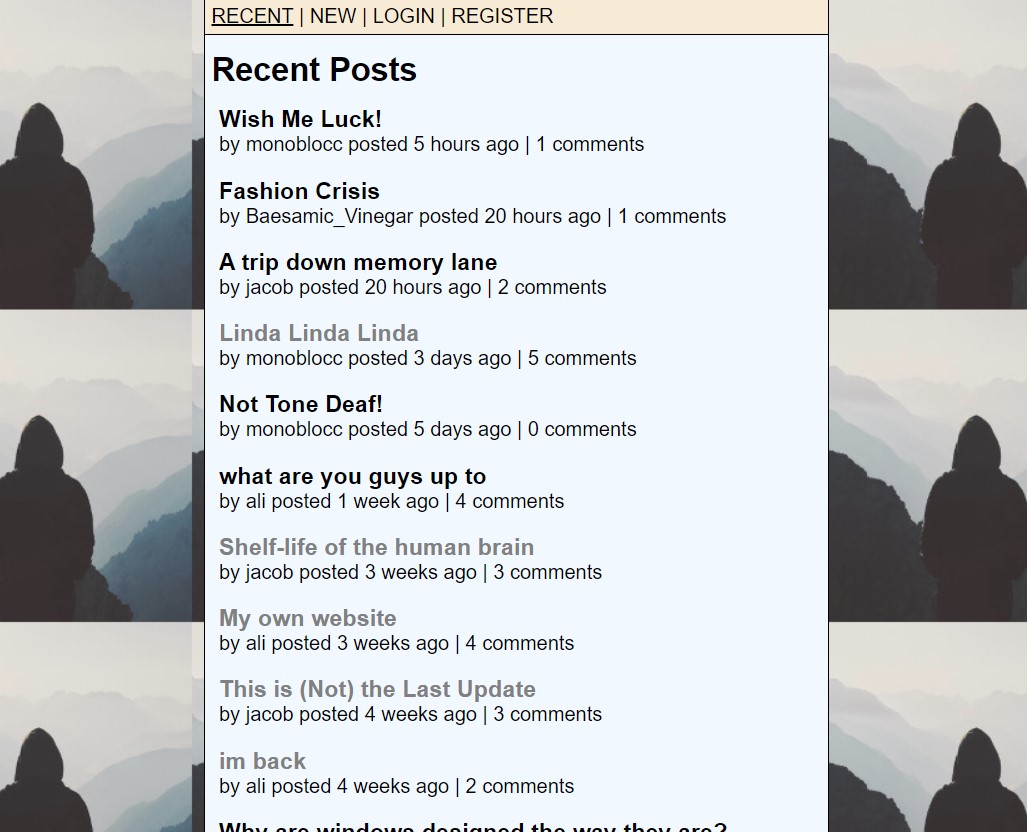 RECENT | NEW | LOGIN | REGISTER
Recent Posts
Wish Me Luck!
by monoblocc posted 5 hours ago | 1 comments
Fashion Crisis
by Baesamic_Vinegar posted 20 hours ago | 1 comments
A trip down memory lane
by jacob posted 20 hours ago | 2 comments
Linda Linda Linda
by monoblocc posted 3 days ago | 5 comments
Not Tone Deaf!
by monoblocc posted 5 days ago | 0 comments
what are you guys up to
by ali posted 1 week ago | 4 comments
Shelf-life of the human brain
by jacob posted 3 weeks ago | 3 comments
My own website
by ali posted 3 weeks ago | 4 comments
This is (Not) the Last Update
by jacob posted 4 weeks ago | 3 comments
im back
by ali posted 4 weeks ago | 2 comments
Why are windows designed the way they are?